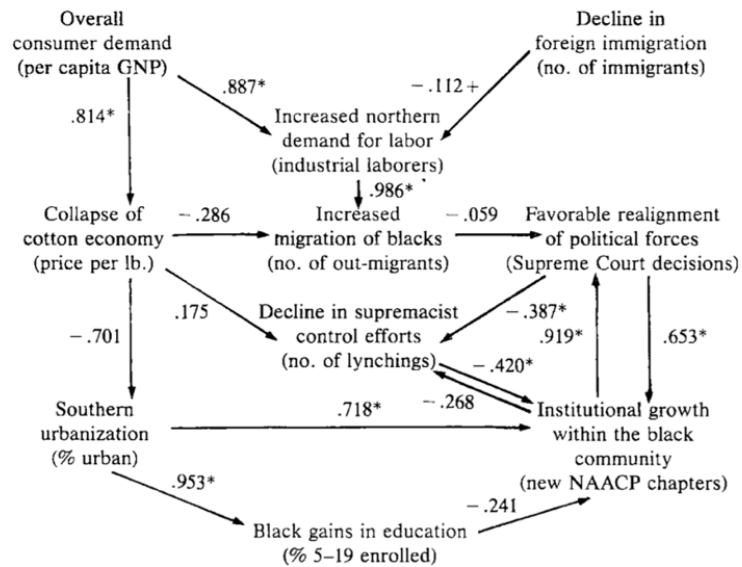 Overall
consumer demand
(per capita GNP)
Decline in
foreign immigration
(no. of immigrants)
.887*
-.112+
.814*
Increased northern
demand for labor
(industrial laborers)
.986*
Collapse of
cotton economy
(price per lb.)
-.286
Increased
migration of blacks
(no. of out-migrants)
-.059
Favorable realignment
of political forces
(Supreme Court decisions)
.175
Decline in supremacist
control efforts
(no. of lynchings)
-.387*
-.701
.919*
.653*
-.420*
-.268
Southern
urbanization
(% urban)
.718*
Institutional growth
within the black
community
(new NAACP chapters)
.953*
-.241
Black gains in education
(% 5–19 enrolled)